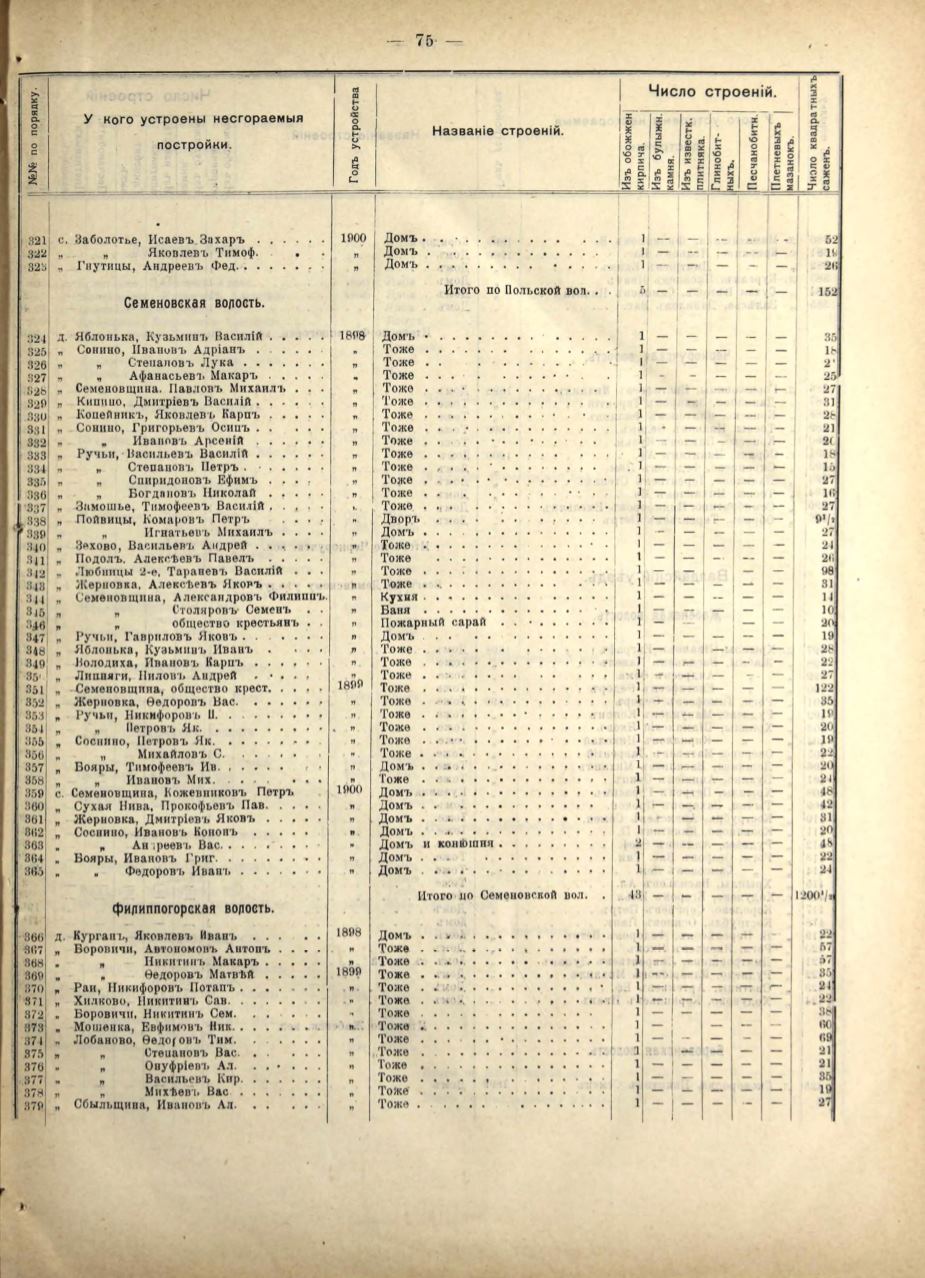 — 75 —
№№ по порядку.
У кого устроены несгораемыя
постройки.
Годъ устройства
Названіе строеній.
Число строеній.
Изъ обожжен кирпича.
Изъ булыжн. камня.
Изъ известк. плитняка.
Глинобит-ныхъ.
Песчанобитн.
Плетневыхъ мазанокъ.
Число квадратныхъ саженъ.
321 с. Заболотье, Исаевъ Захаръ . . . . . . 1900 Домъ . . . . . . . . . . 1 — — — — — 52
322 „ „ Яковлевъ Тимоф. . . „ Домъ . . . . . . . . . . 1 — — — — —
323 „ Гнутицы, Андреевъ Фед. . . . . . . „ Домъ . . . . . . . . . . 1 — — — — — 26
Итого по Польской вол. . . 5 — — — — — 152
Семеновская волость.
324 д. Яблонька, Кузьминъ Василій . . . . . 1898 Домъ . . . . . . . . . . 1 — — — — — 35
325 „ Сонино, Ивановъ Адріанъ . . . . . . „ Тоже . . . . . . . . . . 1 — — — — — 18
326 „ „ Степановъ Лука . . . . . . „ Тоже . . . . . . . . . . 1 — — — — —
327 „ „ Афанасьевъ Макаръ . . . . . „ Тоже . . . . . . . . . . 1 — — — — — 25
328 „ Семеновщина. Павловъ Михаилъ . . . „ Тоже . . . . . . . . . . 1 — — — — — 27
329 „ Кипино, Дмитріевъ Василій . . . . . . „ Тоже . . . . . . . . . . 1 — — — — — 31
330 „ Копейникъ, Яковлевъ Карпъ . . . . . „ Тоже . . . . . . . . . . 1 — — — — — 28
331 „ Сонино, Григорьевъ Осипъ . . . . . . „ Тоже . . . . . . . . . . 1 — — — — — 21
332 „ „ Ивановъ Арсеній . . . . . . „ Тоже . . . . . . . . . . 1 — — — — —
333 „ Ручьи, Васильевъ Василій . . . . . . „ Тоже . . . . . . . . . . 1 — — — — — 18
334 „ „ Степановъ Петръ . . . . . . „ Тоже . . . . . . . . . . 1 — — — — — 15
335 „ „ Спиридоновъ Ефимъ . . . . „ Тоже . . . . . . . . . . 1 — — — — — 27
336 „ „ Богдановъ Николай . . . . . „ Тоже . . . . . . . . . . 1 — — — — — 16
337 „ Замошье, Тимофеевъ Василій . . . . . „ Тоже . . . . . . . . . . 1 — — — — — 27
338 „ Пойвицы, Комаровъ Петръ . . . . „ Дворъ . . . . . . . . . . 1 — — — — — 9¹/₂
339 „ „ Игнатьевъ Михаилъ . . . . „ Домъ . . . . . . . . . . 1 — — — — — 27
340 „ Зехово, Васильевъ Андрей . . . . . „ Тоже . . . . . . . . . . 1 — — — — — 24
341 „ Подолъ, Алексѣевъ Павелъ . . . . . „ Тоже . . . . . . . . . . 1 — — — — — 26
342 „ Любницы 2-е, Тараневъ Василій . . . „ Тоже . . . . . . . . . . 1 — — — — — 98
343 „ Жерновка, Алексѣевъ Яковъ . . . . . „ Тоже . . . . . . . . . . 1 — — — — — 31
344 „ Семеновщина, Александровъ Филиппъ. „ Кухня . . . . . . . . . . 1 — — — — — 14
345 „ „ Столяровъ Семенъ . . „ Баня . . . . . . . . . . 1 — — — — — 10
346 „ „ общество крестьянъ . . „ Пожарный сарай . . . . . . . 1 — — — — — 20
347 „ Ручьи, Гавриловъ Яковъ . . . . . . . „ Домъ . . . . . . . . . . 1 — — — — — 19
348 „ Яблонька, Кузьминъ Иванъ . . . . . „ Тоже . . . . . . . . . . 1 — — — — — 28
349 „ Володиха, Ивановъ Карпъ . . . . . . „ Тоже . . . . . . . . . . 1 — — — — — 22
35 „ Липняги, Ниловъ Андрей . . . . . „ Тоже . . . . . . . . . . 1 — — — — — 27
351 „ Семеновщина, общество крест. . . . . 1899 Тоже . . . . . . . . . . 1 — — — — — 122
352 „ Жерновка, Ѳедоровъ Вас. . . . . . . „ Тоже . . . . . . . . . . 1 — — — — — 35
353 „ Ручьи, Никифоровъ П. . . . . . . . „ Тоже . . . . . . . . . . 1 — — — — — 19
354 „ „ Петровъ Як. . . . . . . . . „ Тоже . . . . . . . . . . 1 — — — — — 20
355 „ Соснино, Петровъ Як. . . . . . . . „ Тоже . . . . . . . . . . 1 — — — — — 19
356 „ „ Михайловъ С. . . . . . . . „ Тоже . . . . . . . . . . 1 — — — — — 22
357 „ Бояры, Тимофеевъ Ив. . . . . . . . „ Домъ . . . . . . . . . . 1 — — — — — 20
358 „ „ Ивановъ Мих. . . . . . . „ Тоже . . . . . . . . . . 1 — — — — — 24
359 с. Семеновщина, Кожевниковъ Петръ 1900 Домъ . . . . . . . . . . 1 — — — — — 48
360 „ Сухая Нива, Прокофьевъ Пав. . . . . „ Домъ . . . . . . . . . . 1 — — — — — 42
361 „ Жерновка, Дмитріевъ Яковъ . . . . . „ Домъ . . . . . . . . . . 1 — — — — — 31
362 „ Соснино, Ивановъ Кононъ . . . . . „ Домъ . . . . . . . . . . 1 — — — — — 20
363 „ „ Андреевъ Вас. . . . . . . . „ Домъ и конюшня . . . . . . . 2 — — — — — 48
364 „ Бояры, Ивановъ Григ. . . . . . . . „ Домъ . . . . . . . . . . 1 — — — — — 22
365 „ „ Федоровъ Иванъ . . . . . . „ Домъ . . . . . . . . . . 1 — — — — — 24
Итого по Семеновской вол. . 43 — — — — — 1200¹/₂
Филиппогорская волость.
366 д. Курганъ, Яковлевъ Иванъ . . . . . 1898 Домъ . . . . . . . . . . 1 — — — — — 22
367 „ Боровичи, Автономовъ Антонъ . . . . „ Тоже . . . . . . . . . . 1 — — — — — 57
368 „ „ Никитинъ Макаръ . . . . . „ Тоже . . . . . . . . . . 1 — — — — — 57
369 „ „ Ѳедоровъ Матвѣй . . . . . 1899 Тоже . . . . . . . . . . 1 — — — — — 35
370 „ Раи, Никифоровъ Потапъ . . . . . . „ Тоже . . . . . . . . . . 1 — — — — — 24
371 „ Хилково, Никитинъ Сав. . . . . . . „ Тоже . . . . . . . . . . 1 — — — — — 22
372 „ Боровичи, Никитинъ Сем. . . . . . . „ Тоже . . . . . . . . . . 1 — — — — — 38
373 „ Мошенка, Евфимовъ Ник. . . . . . . „ Тоже . . . . . . . . . . 1 — — — — — 60
374 „ Лобаново, Ѳедоровъ Тим. . . . . . . „ Тоже . . . . . . . . . . 1 — — — — — 69
375 „ „ Степановъ Вас. . . . . . . „ Тоже . . . . . . . . . . 1 — — — — — 21
376 „ „ Онуфріевъ Ал. . . . . . . „ Тоже . . . . . . . . . . 1 — — — — — 21
377 „ „ Васильевъ Кир. . . . . . . „ Тоже . . . . . . . . . . 1 — — — — — 35
378 „ „ Михѣевъ Вас . . . . . . . „ Тоже . . . . . . . . . . 1 — — — — — 19
379 „ Сбыльщина, Ивановъ Ал. . . . . . . „ Тоже . . . . . . . . . . 1 — — — — — 27